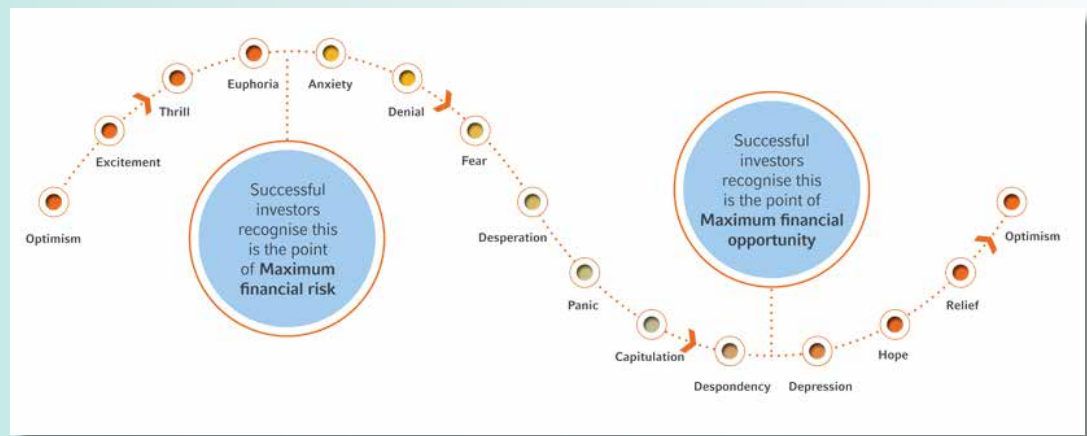 Optimism
Excitement
Thrill
Euphoria
Anxiety
Denial
Fear
Desperation
Panic
Capitulation
Despondency
Depression
Hope
Relief
Optimism
Successful
investors
recognise this
is the point
of Maximum
financial risk
Successful
investors
recognise this
is the point of
Maximum financial
opportunity